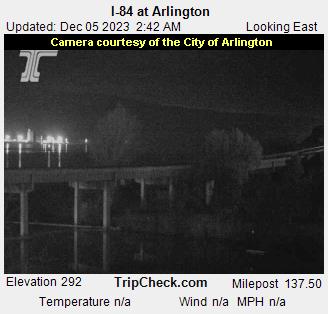 I-84 at Arlington
Updated: Dec 05 2023 2:42 AM Looking East
Camera courtesy of the City of Arlington
Elevation 292 TripCheck.com Milepost 137.50
Temperature n/a Wind n/a MPH n/a